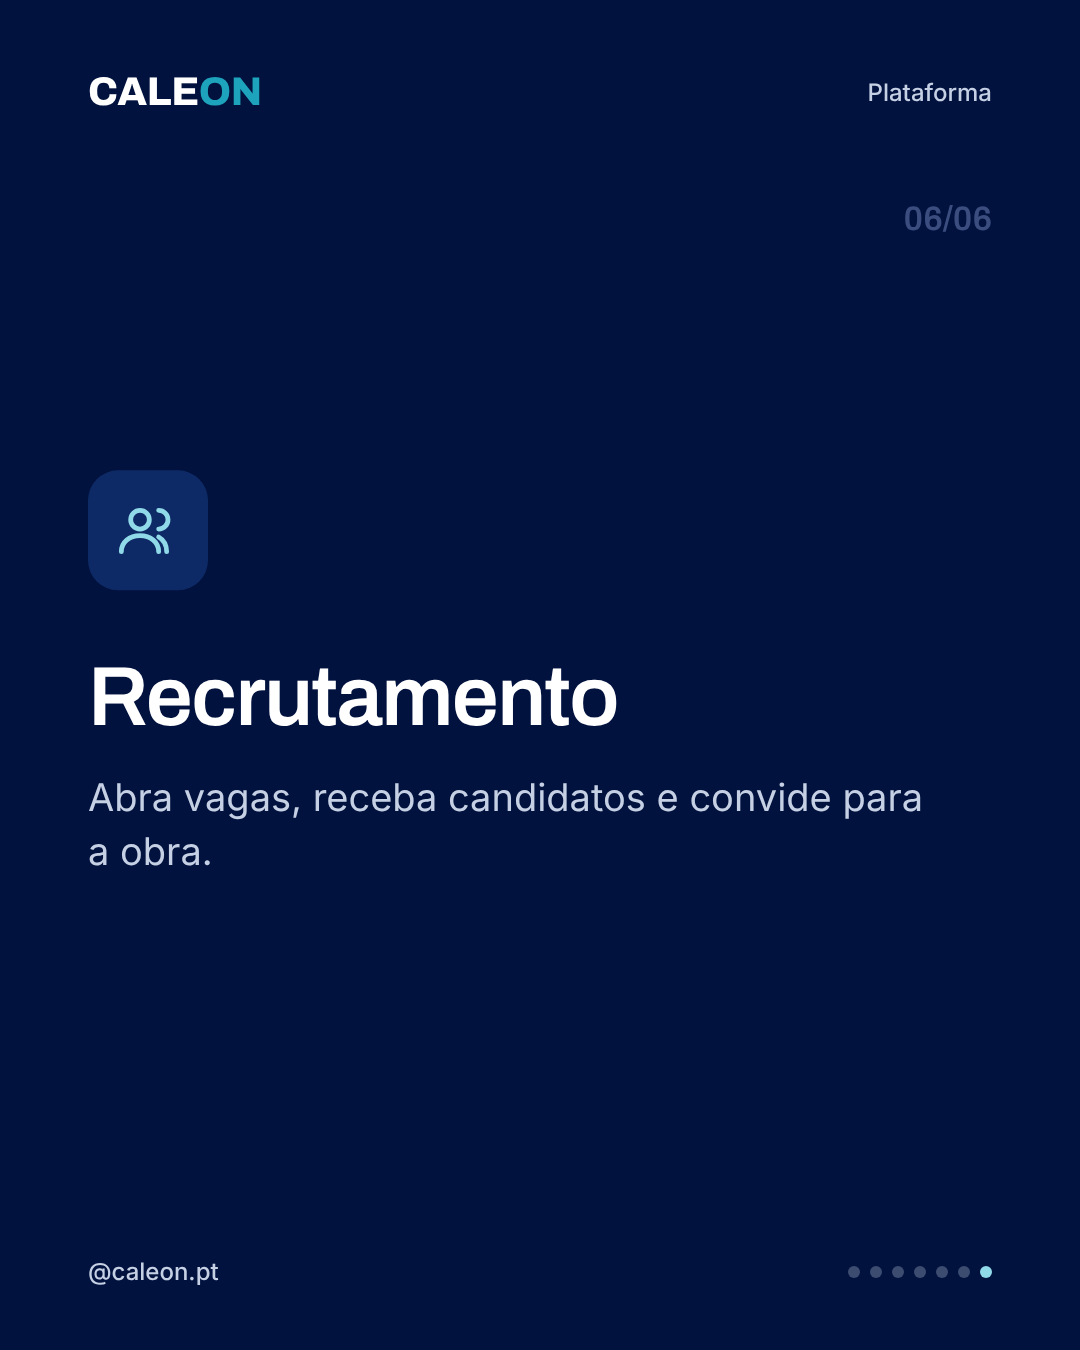 CALEON
Plataforma
06/06
Recrutamento
Abra vagas, receba candidatos e convide para
a obra.
@caleon.pt